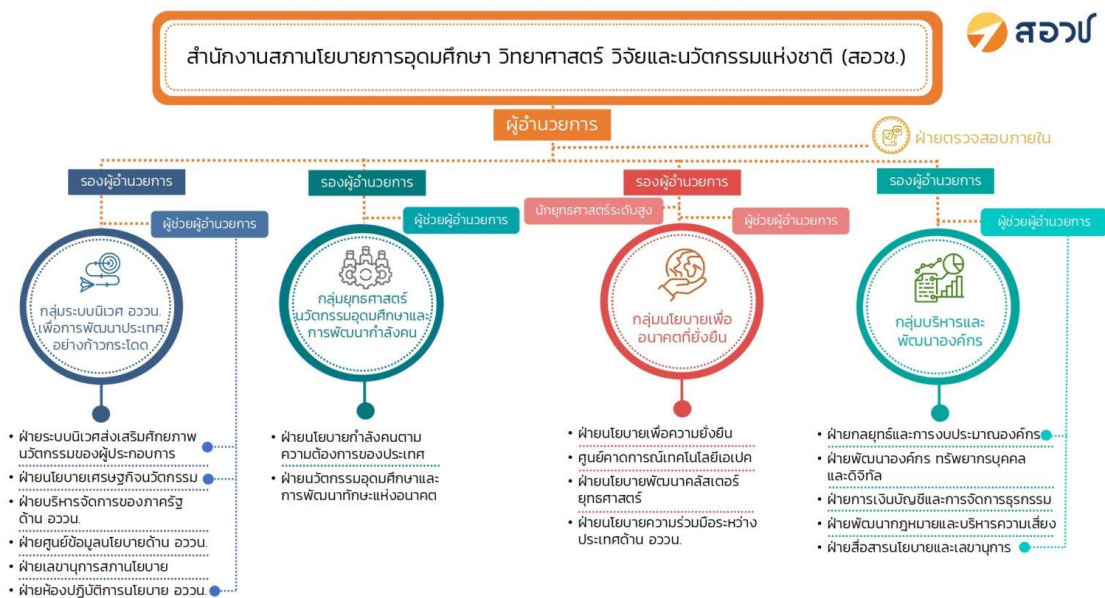 สอวช
สำนักงานสภานโยบายการอุดมศึกษา วิทยาศาสตร์ วิจัยและนวัตกรรมแห่งชาติ (สอวช.)
ผู้อำนวยการ
ฝ่ายตรวจสอบภายใน
รองผู้อำนวยการ
ผู้ช่วยผู้อำนวยการ
กลุ่มระบบนิเวศ อววน.
เพื่อการพัฒนาประเทศ
อย่างก้าวกระโดด
• ฝ่ายระบบนิเวศส่งเสริมศักยภาพ
นวัตกรรมของผู้ประกอบการ
• ฝ่ายนโยบายเศรษฐกิจนวัตกรรม
• ฝ่ายบริหารจัดการของภาครัฐ
ด้าน อววน.
• ฝ่ายศูนย์ข้อมูลนโยบายด้าน อววน.
• ฝ่ายเลขานุการสภานโยบาย
• ฝ่ายห้องปฏิบัติการนโยบาย อววน.
รองผู้อำนวยการ
ผู้ช่วยผู้อำนวยการ
กลุ่มยุทธศาสตร์
นวัตกรรมอุดมศึกษาและ
การพัฒนากำลังคน
• ฝ่ายนโยบายกำลังคนตาม
ความต้องการของประเทศ
• ฝ่ายนวัตกรรมอุดมศึกษาและ
การพัฒนาทักษะแห่งอนาคต
รองผู้อำนวยการ
นักยุทธศาสตร์ระดับสูง
ผู้ช่วยผู้อำนวยการ
กลุ่มนโยบายเพื่อ
อนาคตที่ยั่งยืน
• ฝ่ายนโยบายเพื่อความยั่งยืน
• ศูนย์คาดการณ์เทคโนโลยีเอเปค
• ฝ่ายนโยบายพัฒนาคลัสเตอร์
ยุทธศาสตร์
• ฝ่ายนโยบายความร่วมมือระหว่าง
ประเทศด้าน อววน.
รองผู้อำนวยการ
ผู้ช่วยผู้อำนวยการ
กลุ่มบริหารและ
พัฒนาองค์กร
• ฝ่ายกลยุทธ์และการงบประมาณองค์กร
• ฝ่ายพัฒนาองค์กร ทรัพยากรบุคคล
และดิจิทัล
• ฝ่ายการเงินบัญชีและการจัดการธุรกรรม
• ฝ่ายพัฒนากฎหมายและบริหารความเสี่ยง
• ฝ่ายสื่อสารนโยบายและเลขานุการ